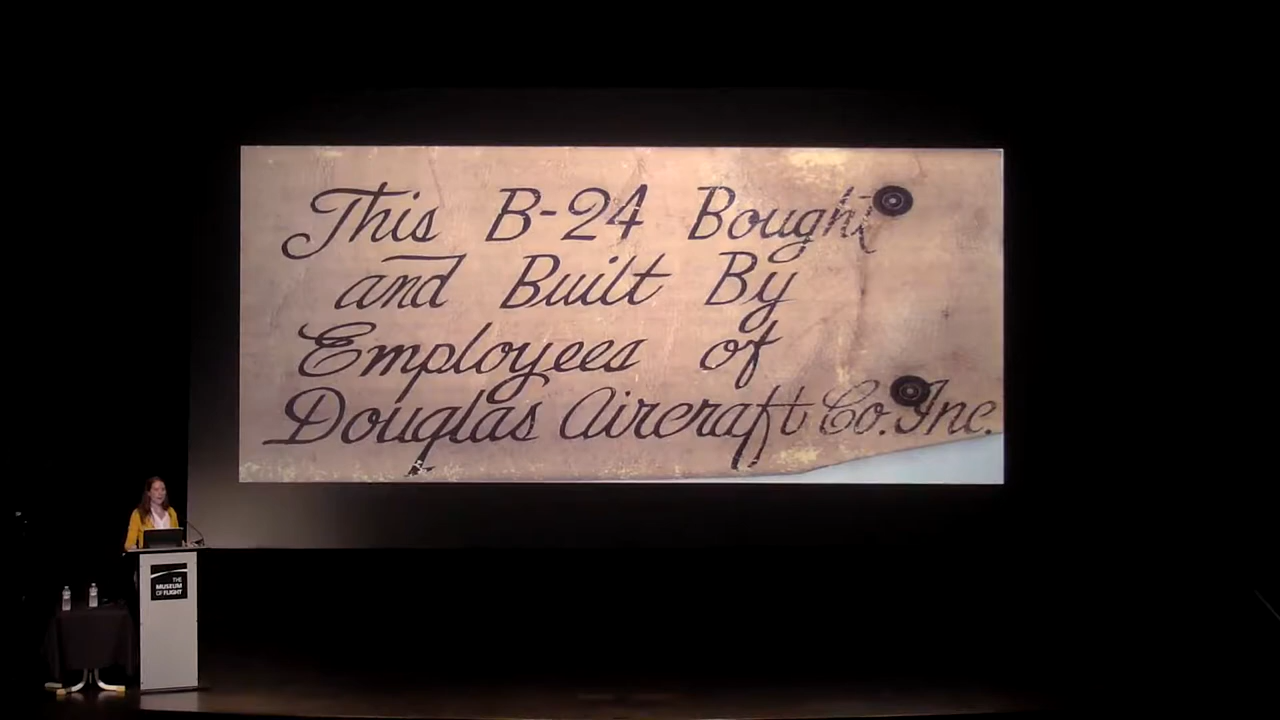 This B-24 Bought
and Built By
Employees of
Douglas Aircraft Co. Inc.
THE
MUSEUM
OF FLIGHT